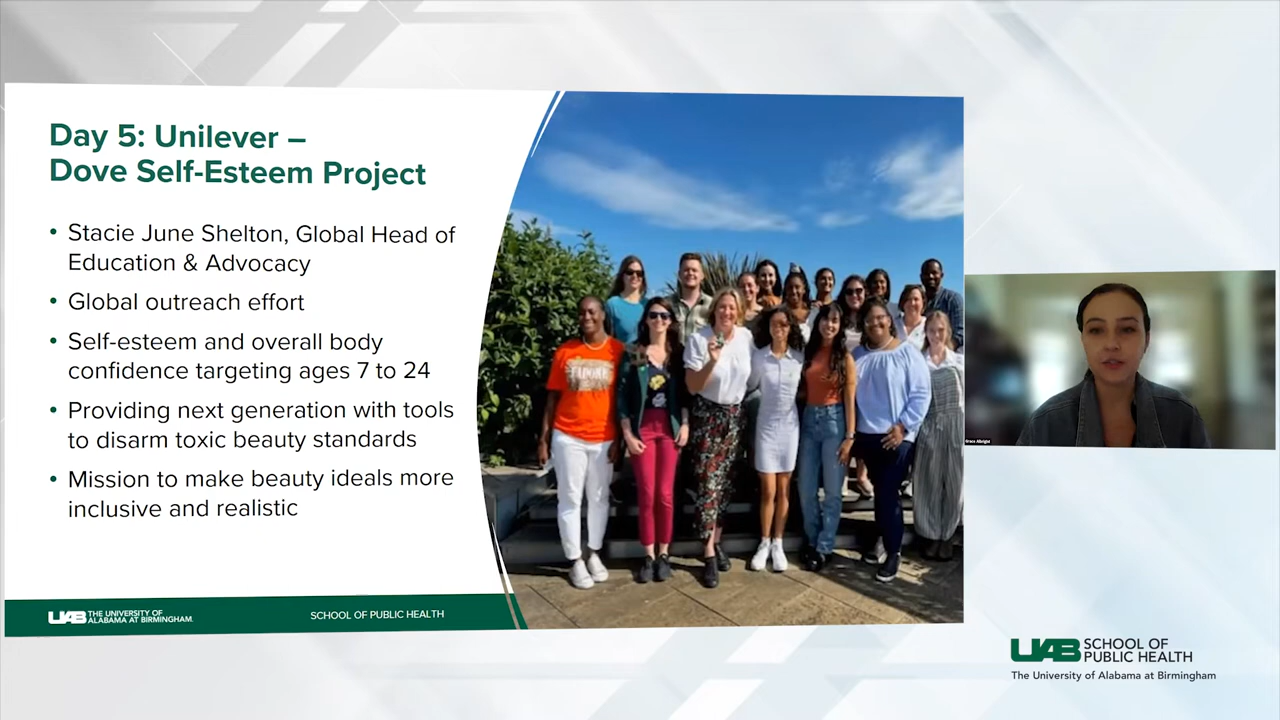 Day 5: Unilever –
Dove Self-Esteem Project
• Stacie June Shelton, Global Head of
Education & Advocacy
• Global outreach effort
• Self-esteem and overall body
confidence targeting ages 7 to 24
• Providing next generation with tools
to disarm toxic beauty standards
• Mission to make beauty ideals more
inclusive and realistic
UAB THE UNIVERSITY OF
ALABAMA AT BIRMINGHAM.
SCHOOL OF PUBLIC HEALTH
UAB SCHOOL OF
PUBLIC HEALTH
The University of Alabama at Birmingham